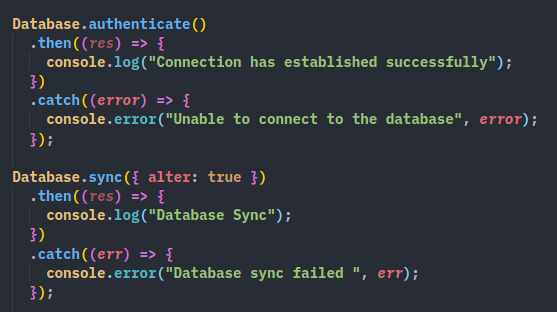 Database.authenticate()
  .then((res) => {
    console.log("Connection has established successfully");
  })
  .catch((error) => {
    console.error("Unable to connect to the database", error);
  });

Database.sync({ alter: true })
  .then((res) => {
    console.log("Database Sync");
  })
  .catch((err) => {
    console.error("Database sync failed ", err);
  });